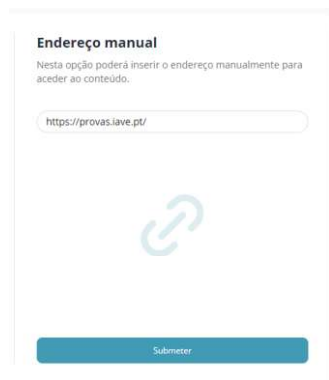 Endereço manual
Nesta opção poderá inserir o endereço manualmente para
aceder ao conteúdo.
https://provas.iave.pt/
Submeter